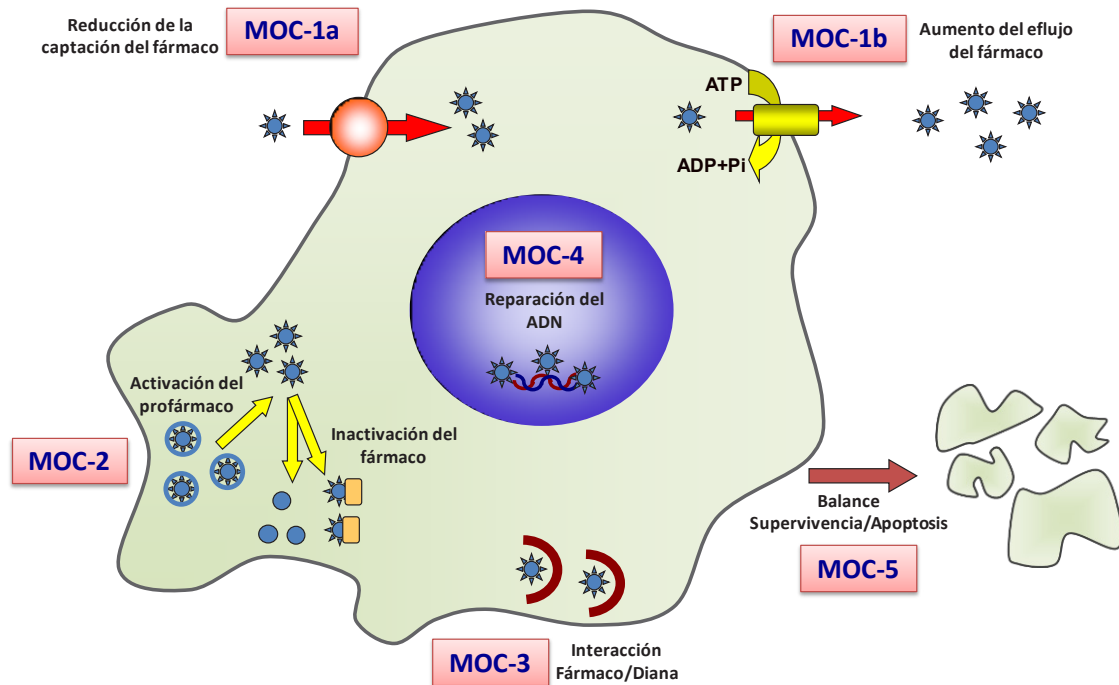 Reducción de la
captación del fármaco
MOC-1a
MOC-1b
Aumento del eflujo
del fármaco
ATP
ADP+Pi
MOC-4
Reparación del
ADN
Activación del
profármaco
Inactivación del
fármaco
MOC-2
Balance
Supervivencia/Apoptosis
MOC-5
MOC-3
Interacción
Fármaco/Diana